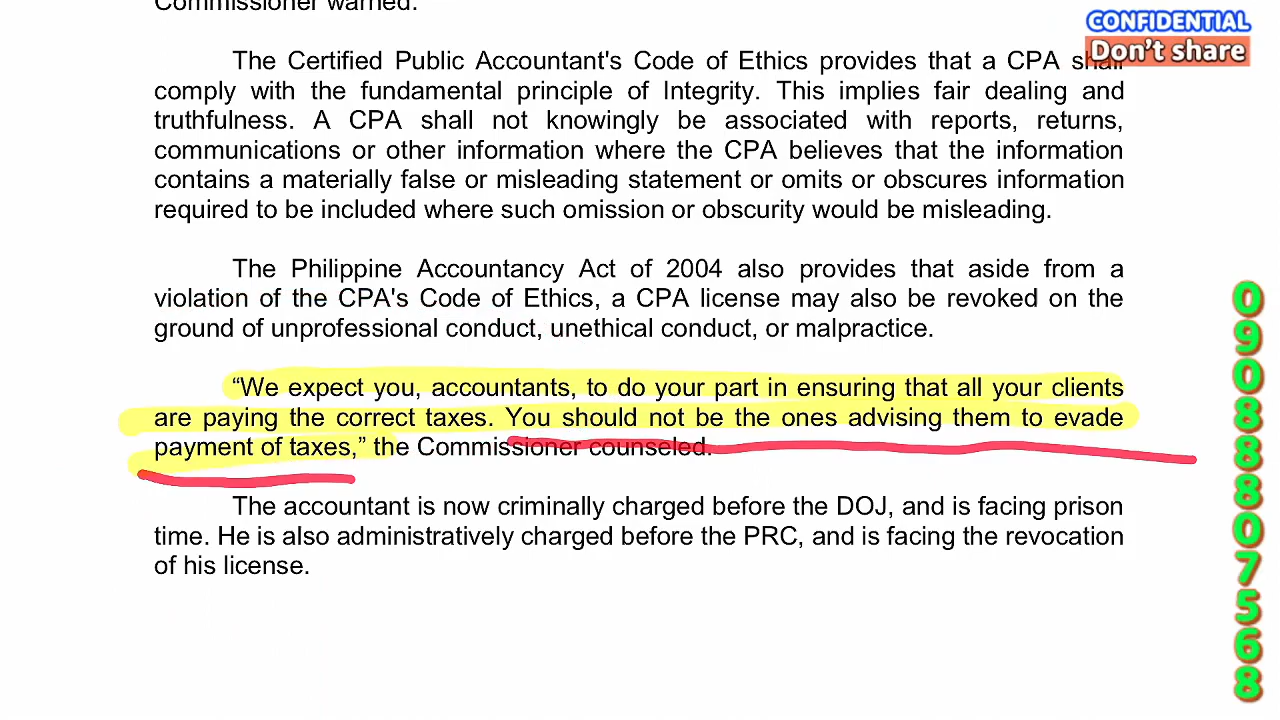 Commissioner warned.
CONFIDENTIAL
Don't share
The Certified Public Accountant's Code of Ethics provides that a CPA shall
comply with the fundamental principle of Integrity. This implies fair dealing and
truthfulness. A CPA shall not knowingly be associated with reports, returns,
communications or other information where the CPA believes that the information
contains a materially false or misleading statement or omits or obscures information
required to be included where such omission or obscurity would be misleading.
The Philippine Accountancy Act of 2004 also provides that aside from a
violation of the CPA's Code of Ethics, a CPA license may also be revoked on the
ground of unprofessional conduct, unethical conduct, or malpractice.
“We expect you, accountants, to do your part in ensuring that all your clients
are paying the correct taxes. You should not be the ones advising them to evade
payment of taxes,” the Commissioner counseled.
The accountant is now criminally charged before the DOJ, and is facing prison
time. He is also administratively charged before the PRC, and is facing the revocation
of his license.
09088807568